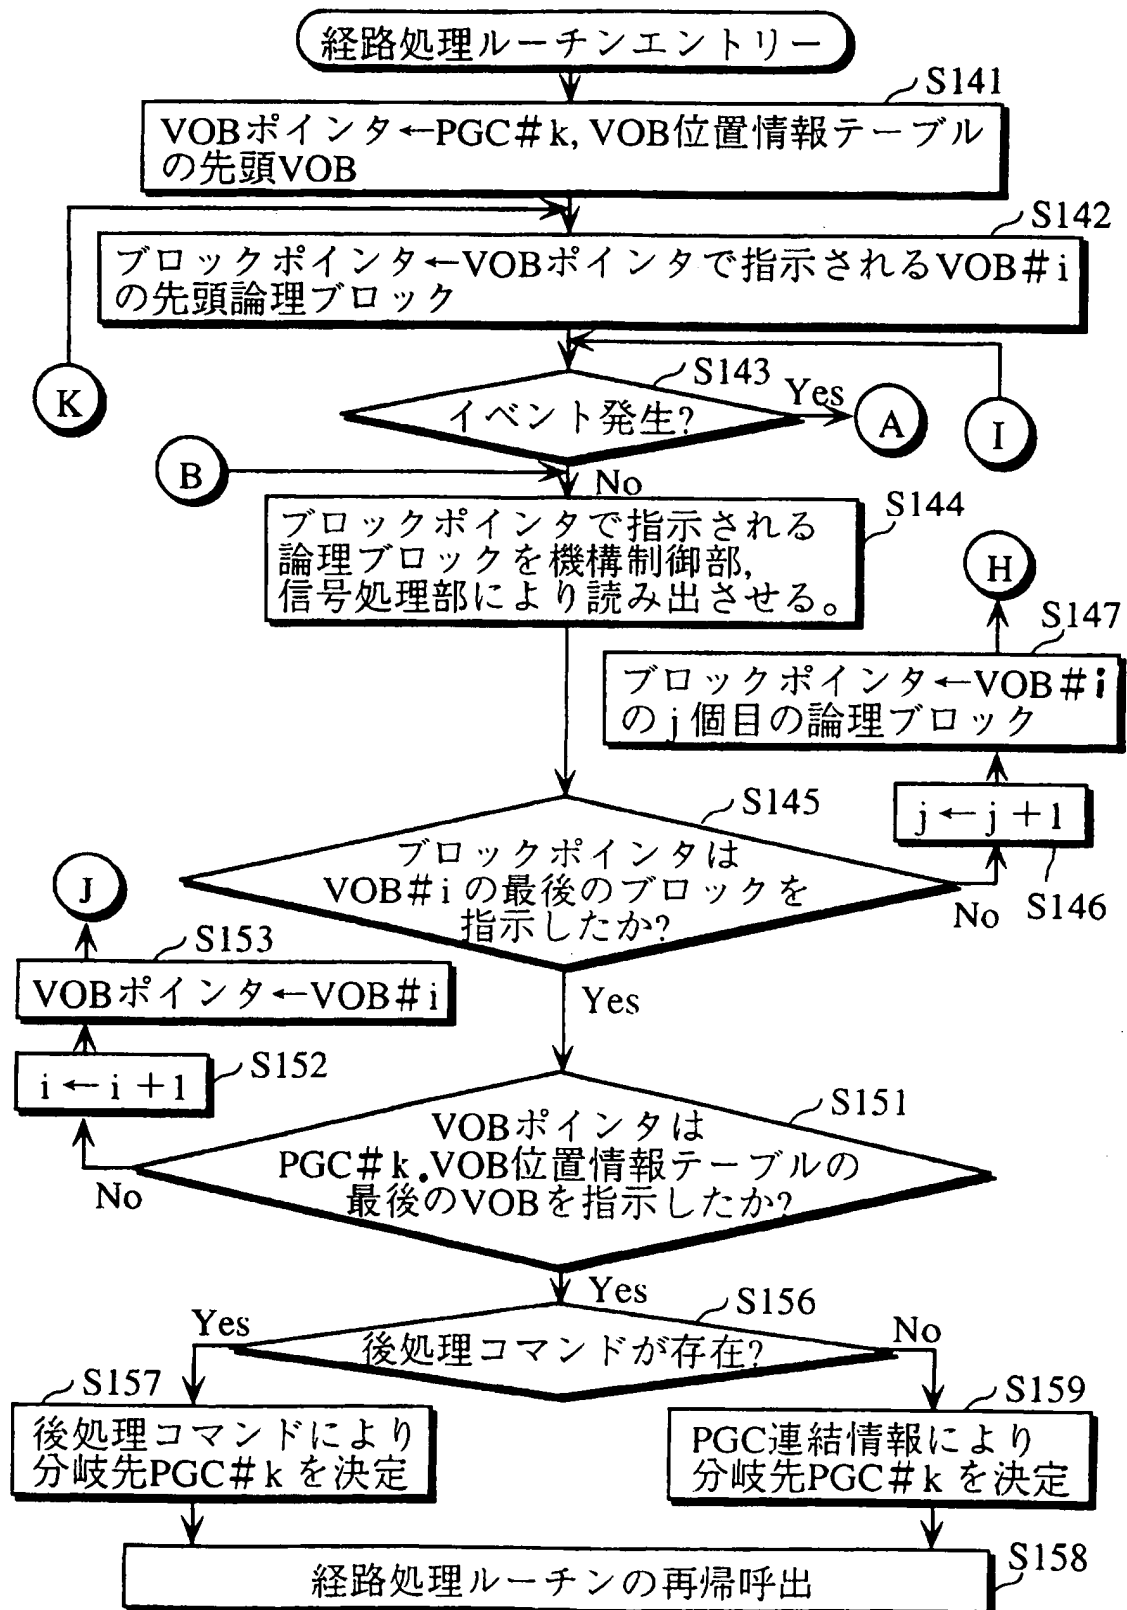 経路処理ルーチンエントリー
S141
VOBポインタ←PGC#k, VOB位置情報テーブル
の先頭VOB
S142
ブロックポインタ←VOBポインタで指示されるVOB#i
の先頭論理ブロック
K
S143
イベント発生?
Yes
A
I
B
No
S144
ブロックポインタで指示される
論理ブロックを機構制御部,
信号処理部により読み出させる。
H
S147
ブロックポインタ←VOB#i
のj個目の論理ブロック
j←j+1
S146
S145
ブロックポインタは
VOB#iの最後のブロックを
指示したか?
No
J
S153
VOBポインタ←VOB#i
Yes
i←i+1
S152
S151
VOBポインタは
PGC#k.VOB位置情報テーブルの
最後のVOBを指示したか?
No
Yes
S156
後処理コマンドが存在?
Yes
No
S157
後処理コマンドにより
分岐先PGC#kを決定
S159
PGC連結情報により
分岐先PGC#kを決定
S158
経路処理ルーチンの再帰呼出